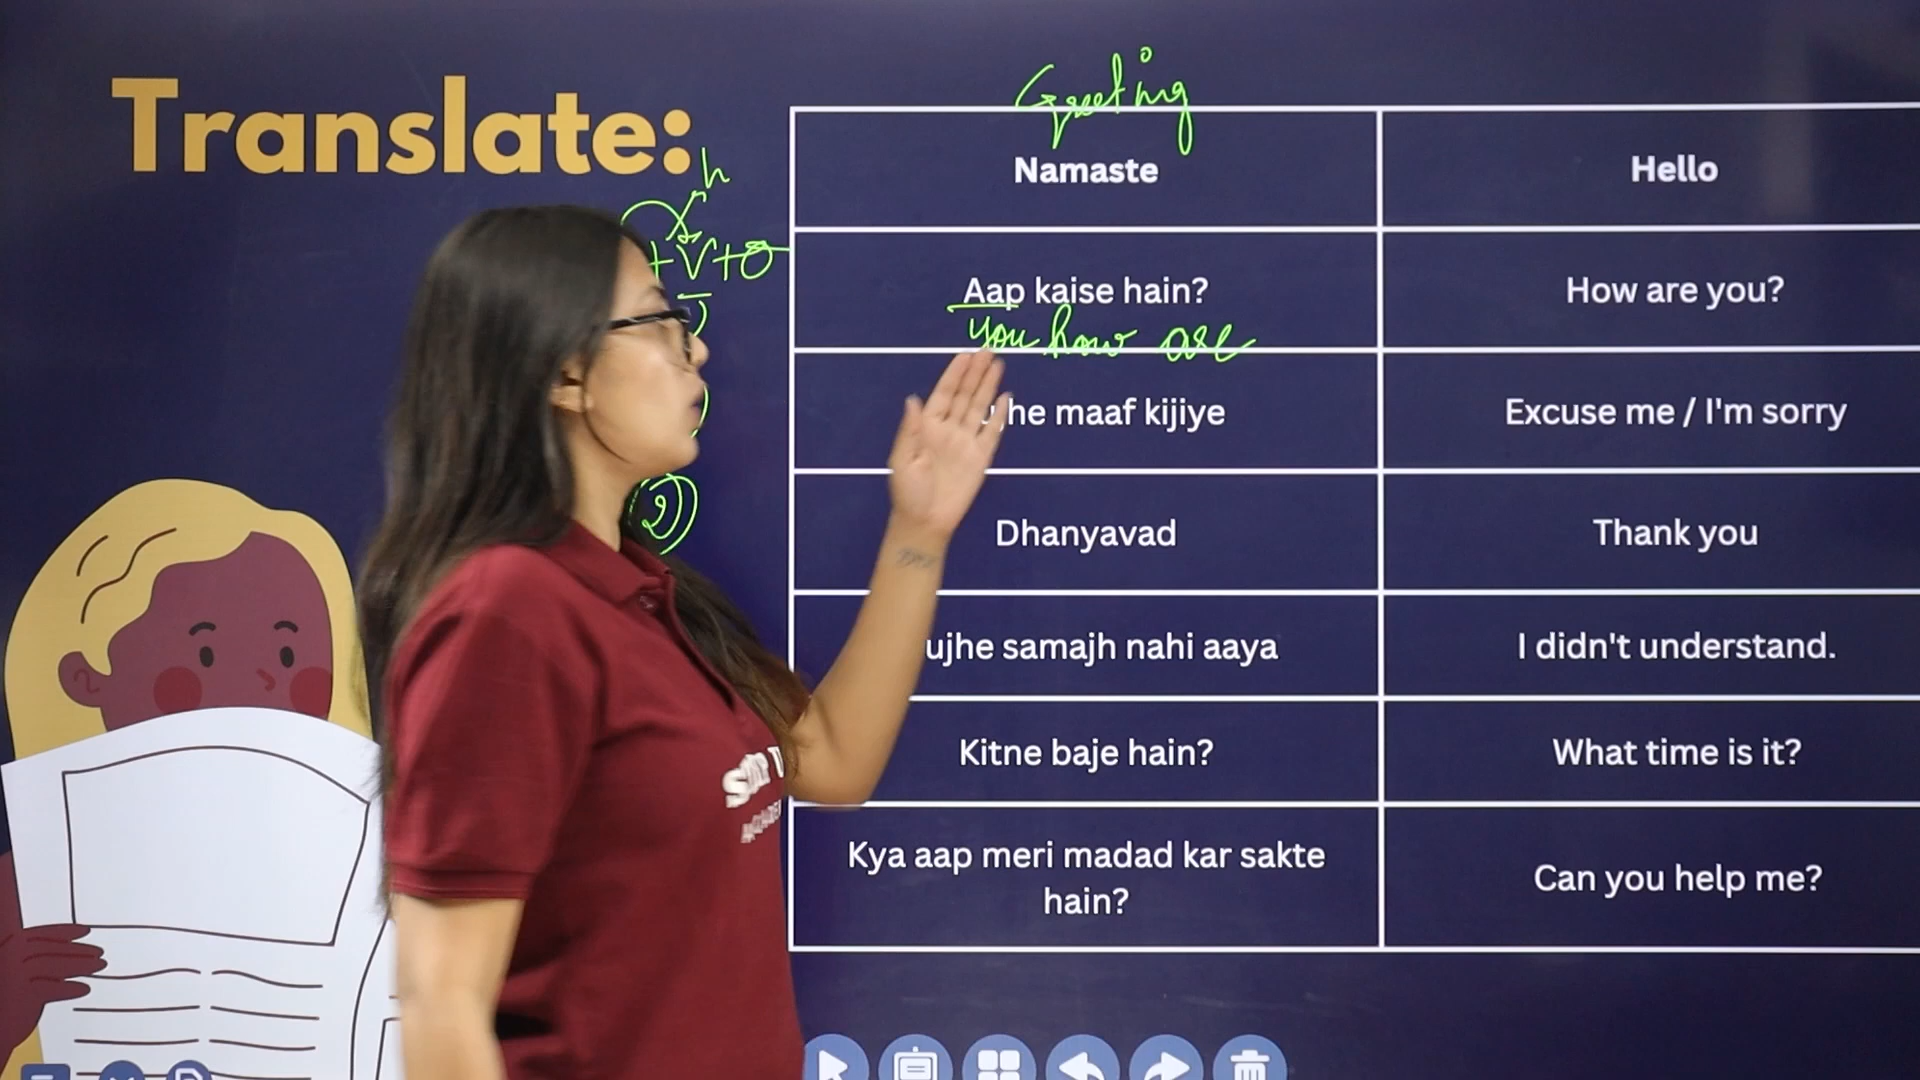 Translate:
Greeting
Namaste
Hello
h
+V+O
Aap kaise hain?
How are you?
you how are
he maaf kijiye
Excuse me / I'm sorry
Dhanyavad
Thank you
ujhe samajh nahi aaya
I didn't understand.
Kitne baje hain?
What time is it?
Kya aap meri madad kar sakte
hain?
Can you help me?